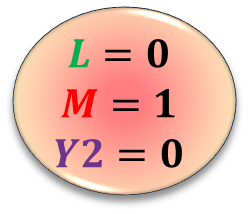 L = 0
M = 1
Y2 = 0